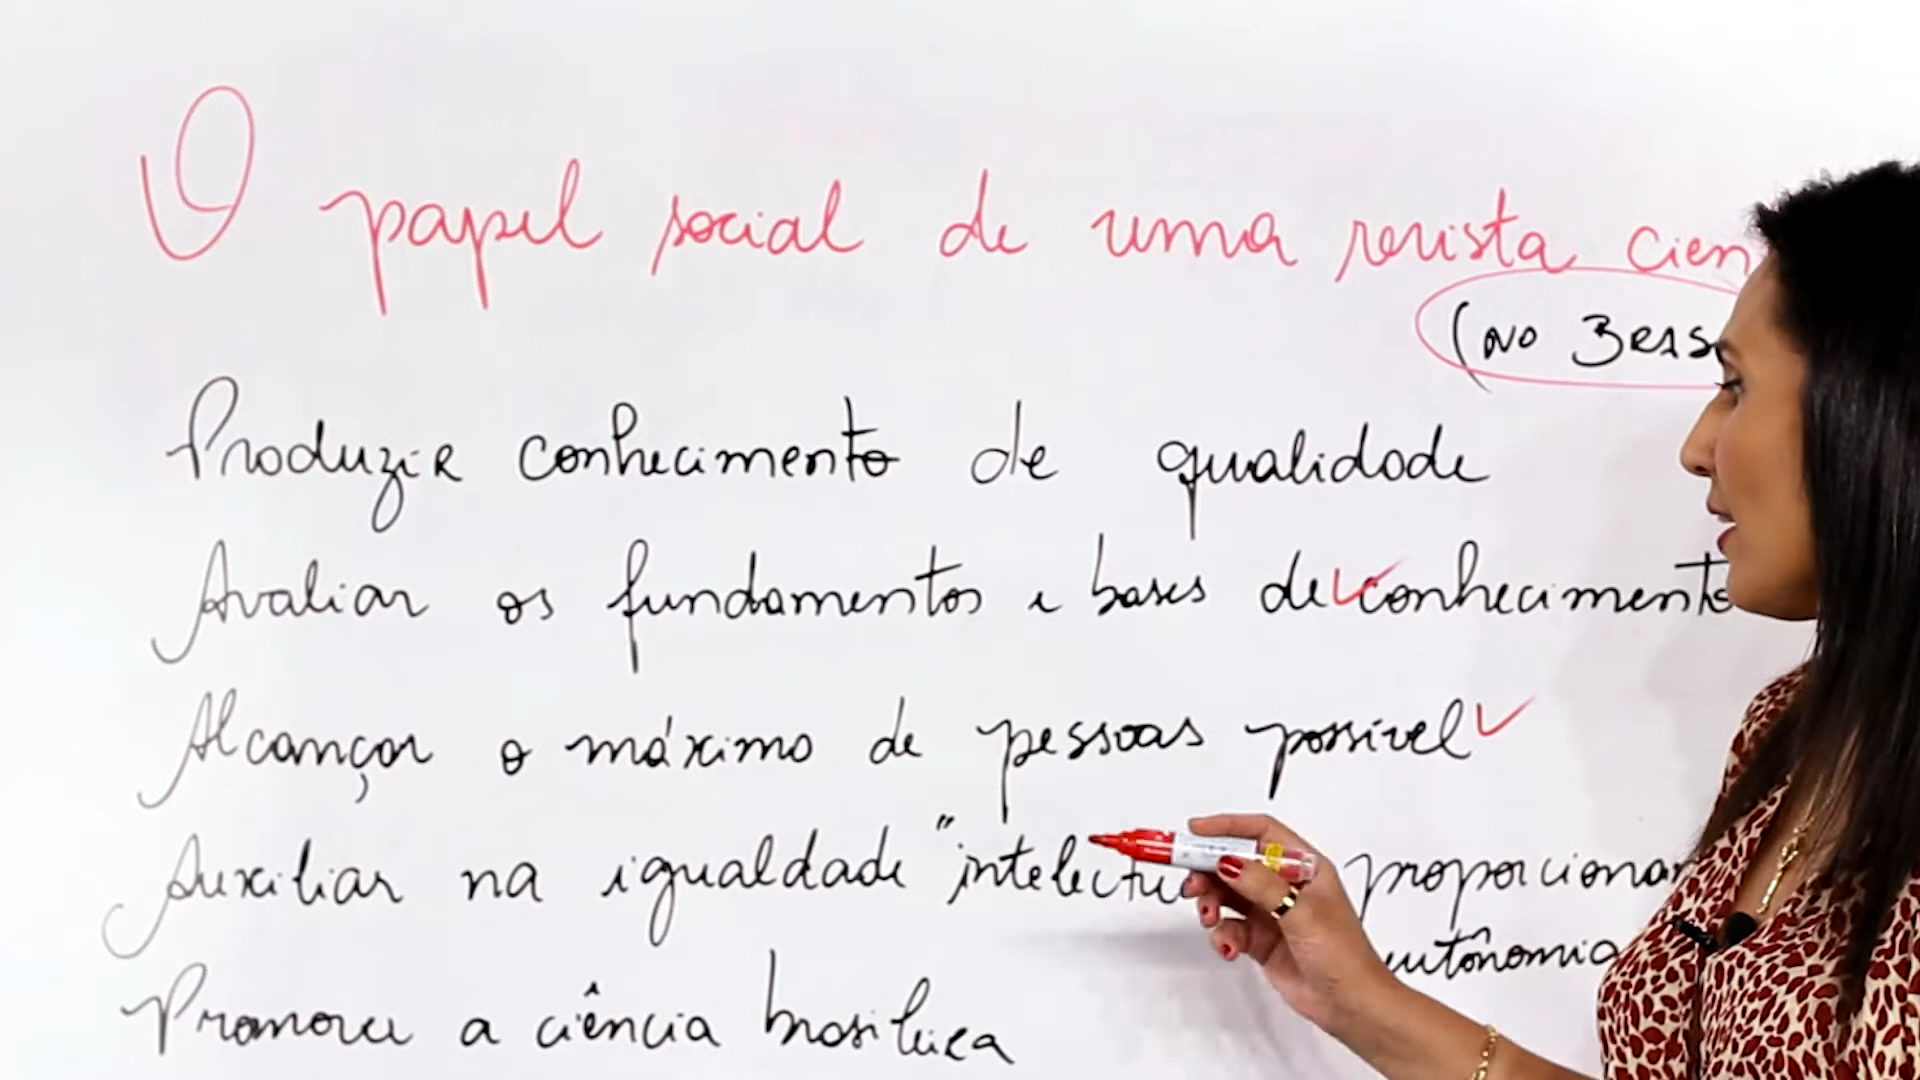 O papel social de uma revista cien
(no Bras
Produzir conhecimento de qualidade
Avaliar os fundamentos e bases de conhecimento
Alcançar o máximo de pessoas possível
Auxiliar na igualdade "intelectu proporcionar
autônomia
Promover a ciência brasileira